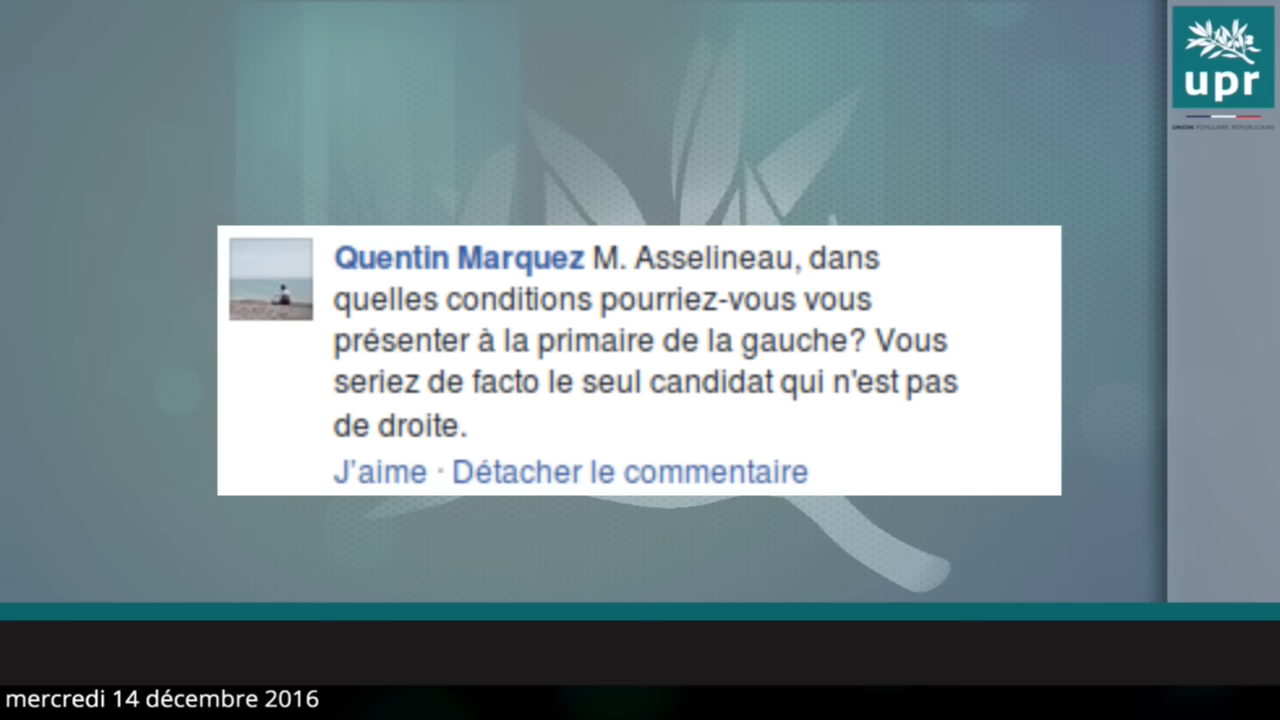 upr
UNION POPULAIRE RÉPUBLICAINE
Quentin Marquez M. Asselineau, dans
quelles conditions pourriez-vous vous
présenter à la primaire de la gauche? Vous
seriez de facto le seul candidat qui n'est pas
de droite.
J'aime · Détacher le commentaire
mercredi 14 décembre 2016